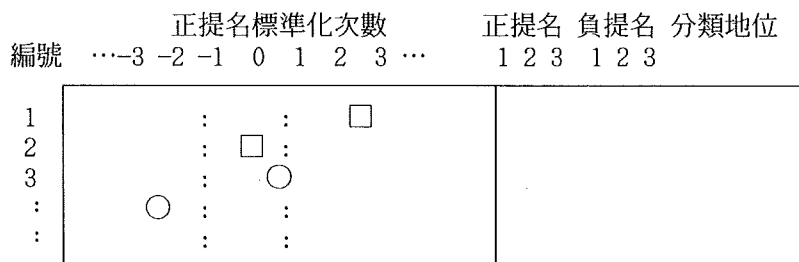 正提名標準化次數 正提名 負提名 分類地位
編號 …-3 -2 -1 0 1 2 3 … 1 2 3 1 2 3
1 : : □
2 : □ :
3 : ○
: ○ : :
: : :